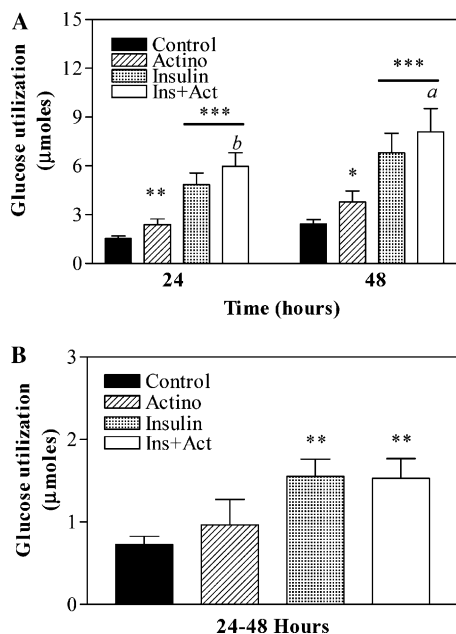 A
Glucose utilization
(μmoles)
15
12
9
6
3
0
Control
Actino
Insulin
Ins+Act
**
***
b
*
***
a
24
48
Time (hours)
B
Glucose utilization
(μmoles)
3
2
1
0
Control
Actino
Insulin
Ins+Act
**
**
24-48 Hours